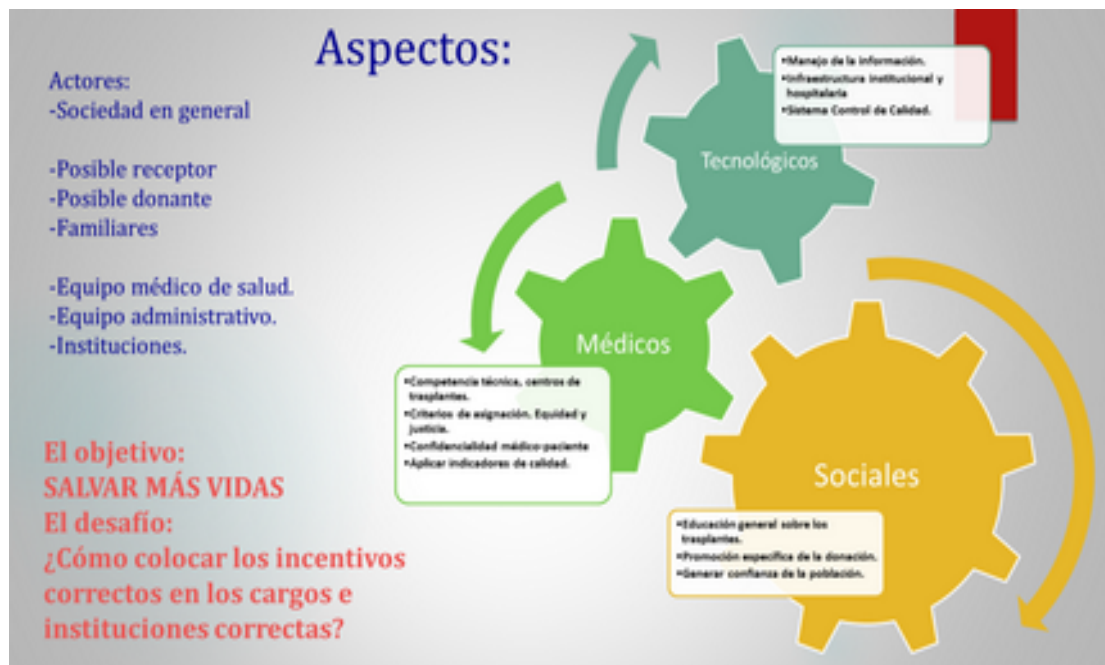 Aspectos:
Actores:
-Sociedad en general
-Posible receptor
-Posible donante
-Familiares
-Equipo médico de salud.
-Equipo administrativo.
-Instituciones.
El objetivo:
SALVAR MÁS VIDAS
El desafío:
¿Cómo colocar los incentivos
correctos en los cargos e
instituciones correctas?
•Manejo de la información.
•Infraestructura institucional y
hospitalaria
•Sistema Control de Calidad.
Tecnológicos
Médicos
•Competencia técnica, centros de
trasplantes.
•Criterios de asignación. Equidad y
justicia.
•Confidencialidad médico-paciente
•Aplicar indicadores de calidad.
Sociales
•Educación general sobre los
trasplantes.
•Promoción específica de la donación.
•Generar confianza de la población.